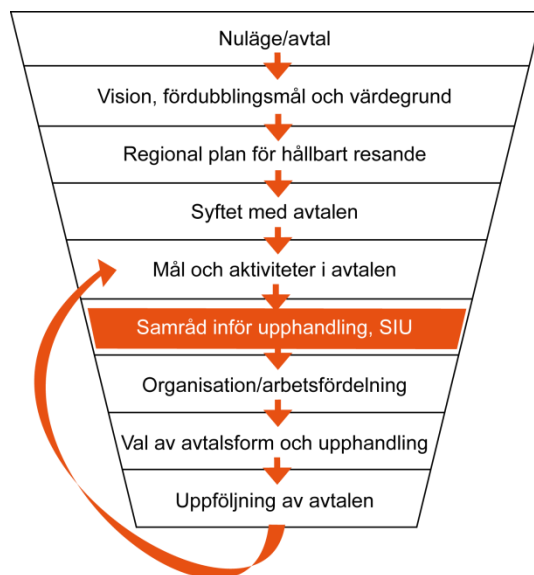 Nuläge/avtal
Vision, fördubblingsmål och värdegrund
Regional plan för hållbart resande
Syftet med avtalen
Mål och aktiviteter i avtalen
Samråd inför upphandling, SIU
Organisation/arbetsfördelning
Val av avtalsform och upphandling
Uppföljning av avtalen